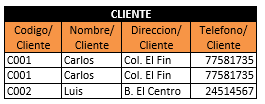 CLIENTE
Codigo/ Nombre/ Direccion/ Telefono/
Cliente Cliente Cliente Cliente
C001 Carlos Col. El Fin 77581735
C001 Carlos Col. El Fin 77581735
C002 Luis B. El Centro 24514567